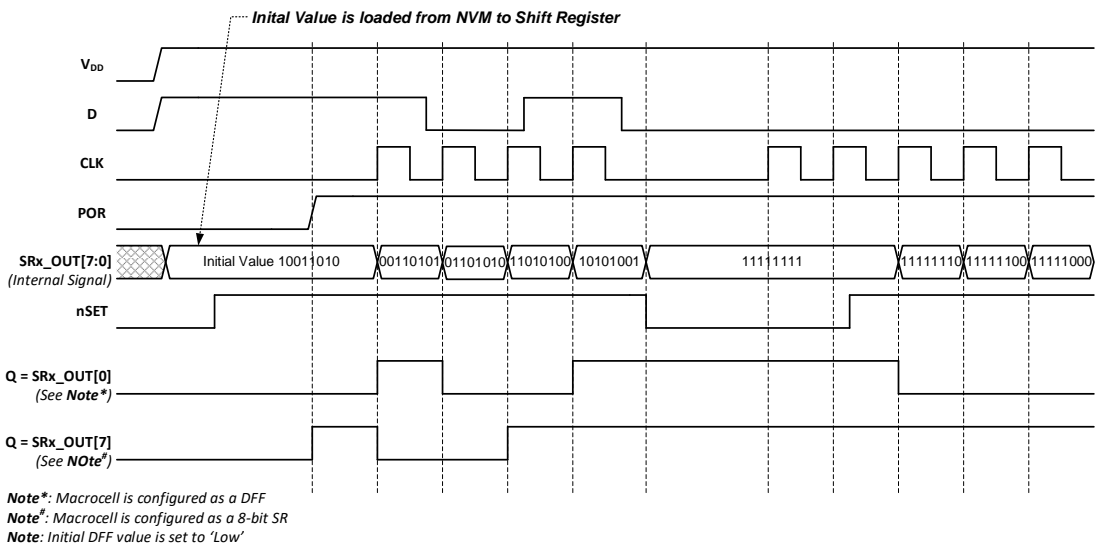 Inital Value is loaded from NVM to Shift Register
VDD
D
CLK
POR
SRx_OUT[7:0] Initial Value 10011010 00110101 01101010 11010100 10101001 11111111 11111110 11111100 11111000
(Internal Signal)
nSET
Q = SRx_OUT[0]
(See Note*)
Q = SRx_OUT[7]
(See NOte#)
Note*: Macrocell is configured as a DFF
Note#: Macrocell is configured as a 8-bit SR
Note: Initial DFF value is set to ‘Low’